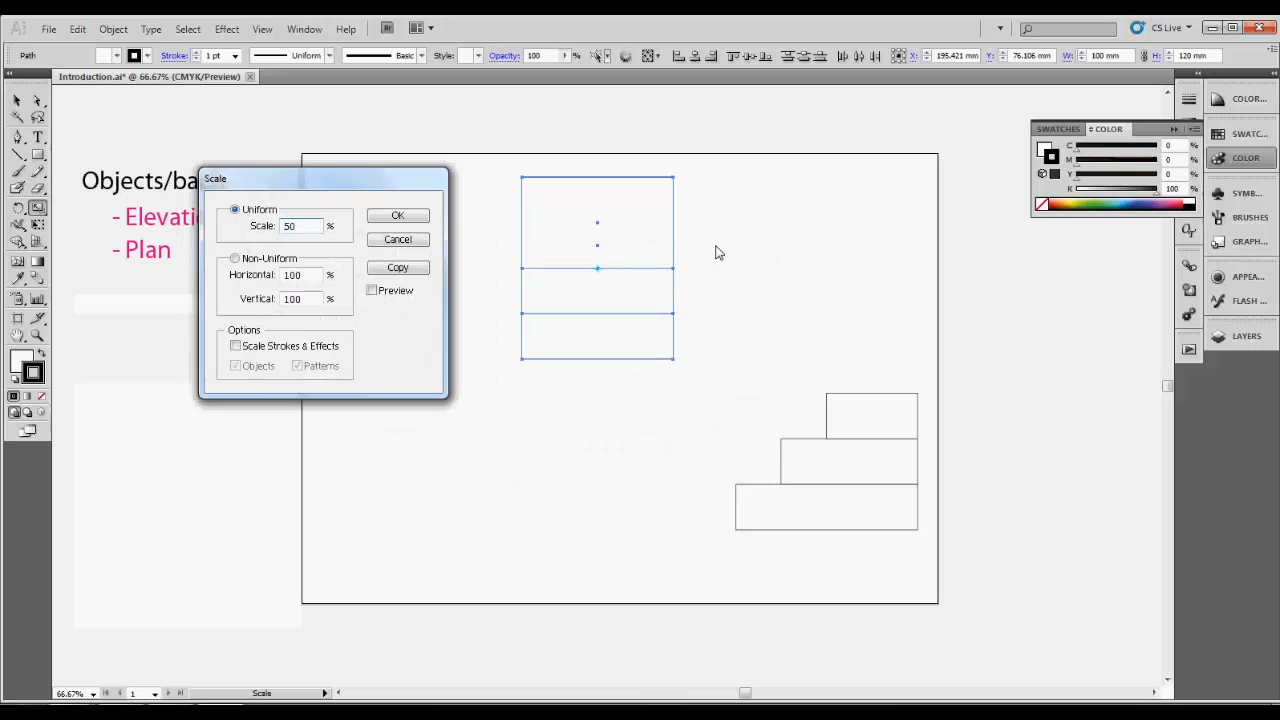 Ai File Edit Object Type Select Effect View Window Help Br CS Live
Path Stroke: 1 pt Uniform Basic Style: Opacity: 100 % X: 195.421 mm Y: 76.106 mm W: 100 mm H: 120 mm
Introduction.ai* @ 66.67% (CMYK/Preview)
Objects/ba
- Elevati
- Plan
Scale
Uniform
Scale: 50 %
Non-Uniform
Horizontal: 100 %
Vertical: 100 %
Options
Scale Strokes & Effects
Objects Patterns
OK
Cancel
Copy
Preview
SWATCHES COLOR
C 0 %
M 0 %
Y 0 %
K 100 %
COLOR...
SWATC...
COLOR
SYMB...
BRUSHES
GRAPH...
APPEA...
FLASH ...
LAYERS
66.67% 1 Scale